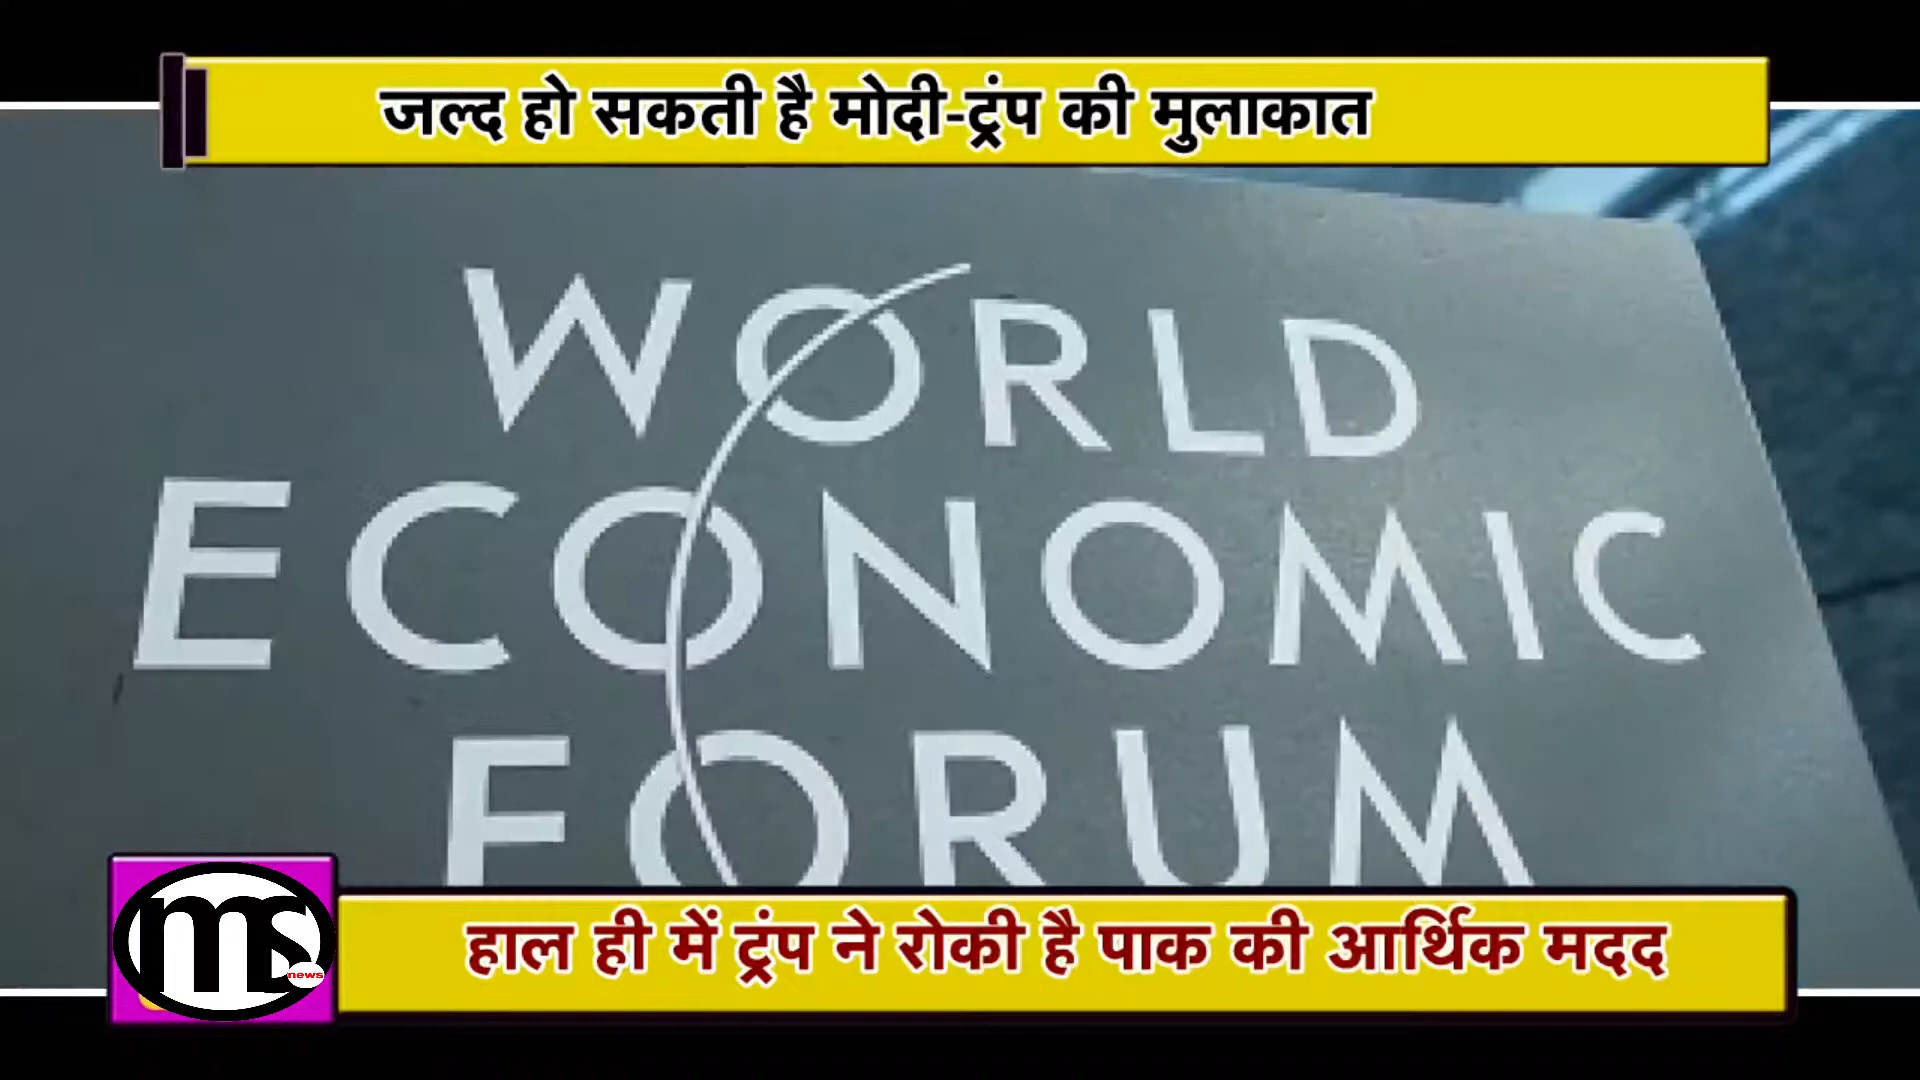 जल्द हो सकती है मोदी-ट्रंप की मुलाकात
WORLD
ECONOMIC
FORUM
ms
news
हाल ही में ट्रंप ने रोकी है पाक की आर्थिक मदद